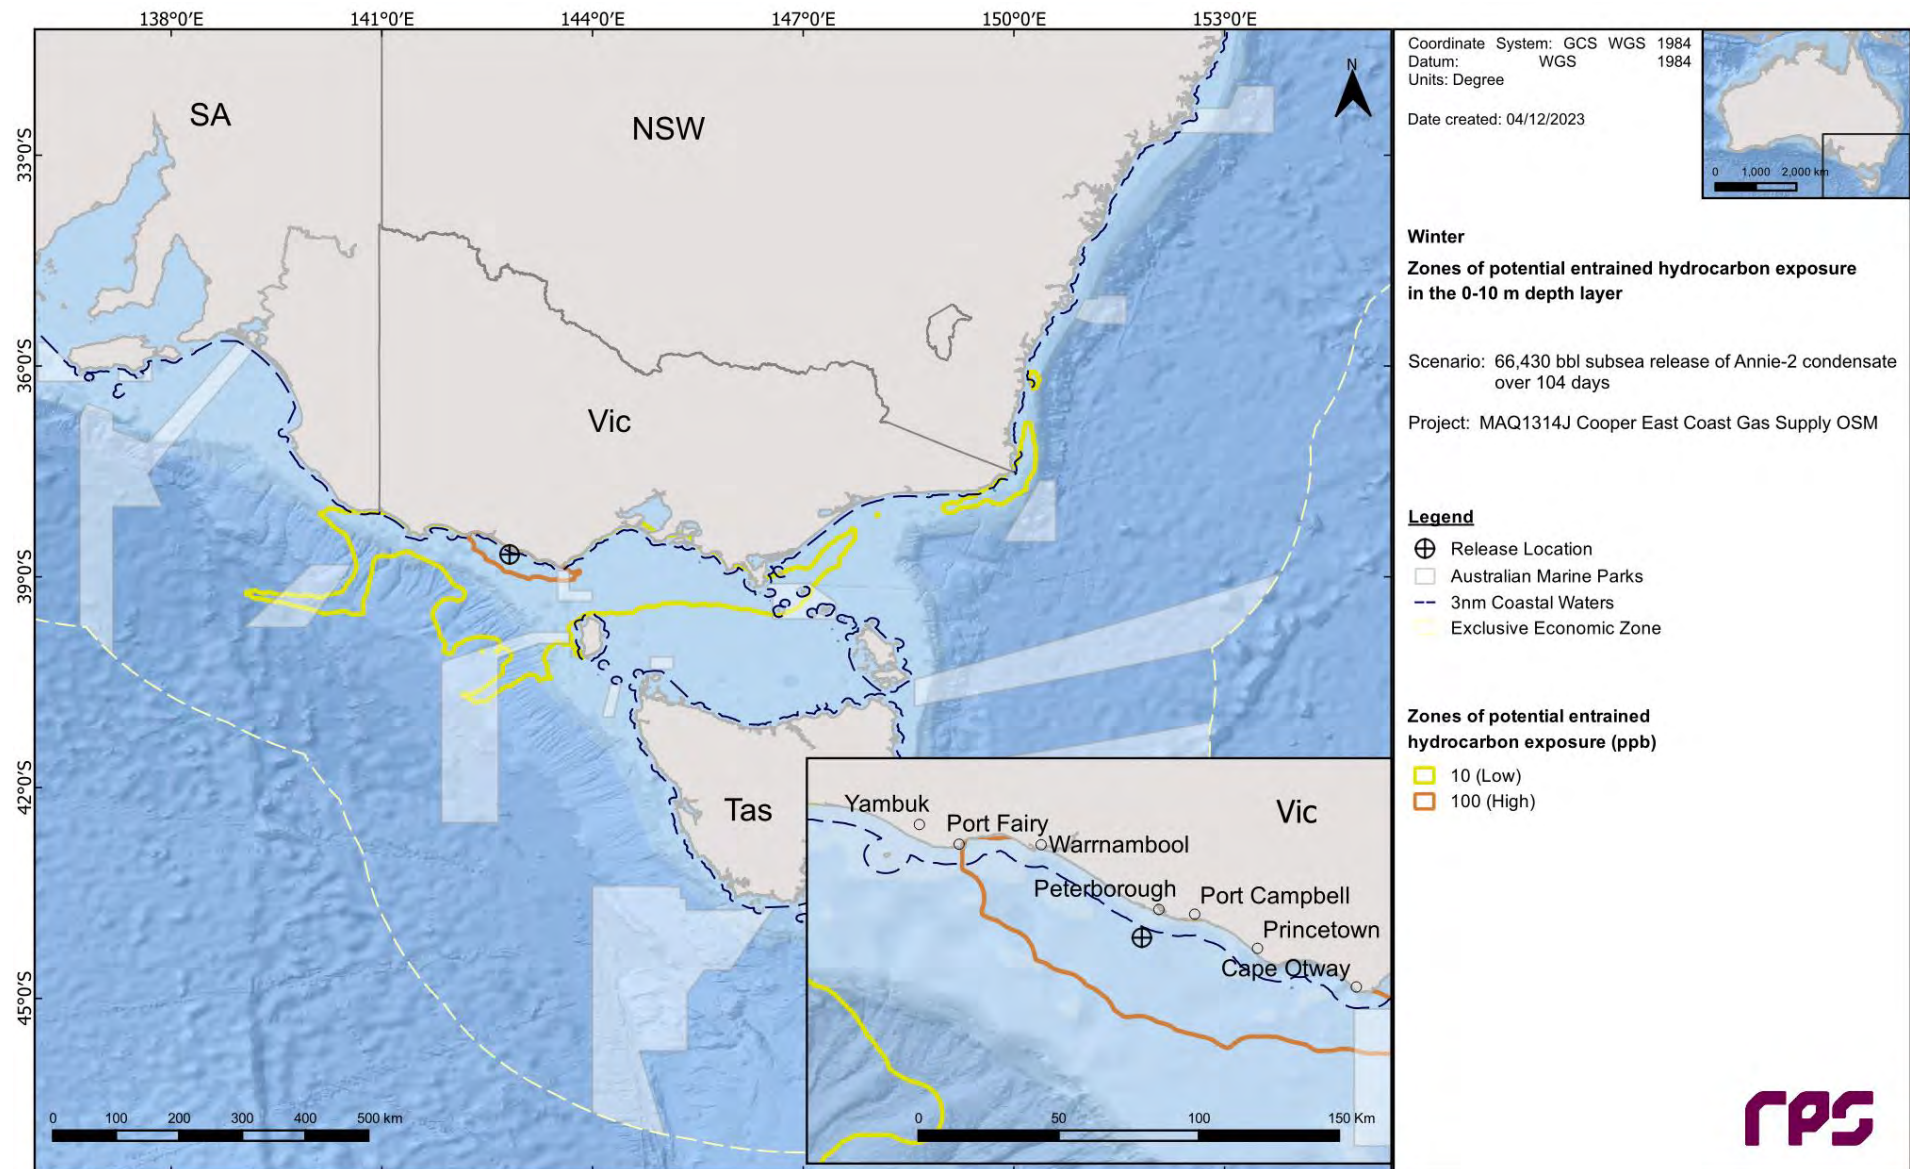 138°0'E 141°0'E 144°0'E 147°0'E 150°0'E 153°0'E
33°0'S
36°0'S
39°0'S
42°0'S
45°0'S
SA
NSW
Vic
Tas
N
0 100 200 300 400 500 km
Yambuk
Port Fairy
Warrnambool
Vic
Peterborough
Port Campbell
Princetown
Cape Otway
0 50 100 150 Km
Coordinate System: GCS WGS 1984
Datum: WGS 1984
Units: Degree
Date created: 04/12/2023
0 1,000 2,000 km
Winter
Zones of potential entrained hydrocarbon exposure
in the 0-10 m depth layer
Scenario: 66,430 bbl subsea release of Annie-2 condensate
over 104 days
Project: MAQ1314J Cooper East Coast Gas Supply OSM
Legend
Release Location
Australian Marine Parks
3nm Coastal Waters
Exclusive Economic Zone
Zones of potential entrained
hydrocarbon exposure (ppb)
10 (Low)
100 (High)
rps